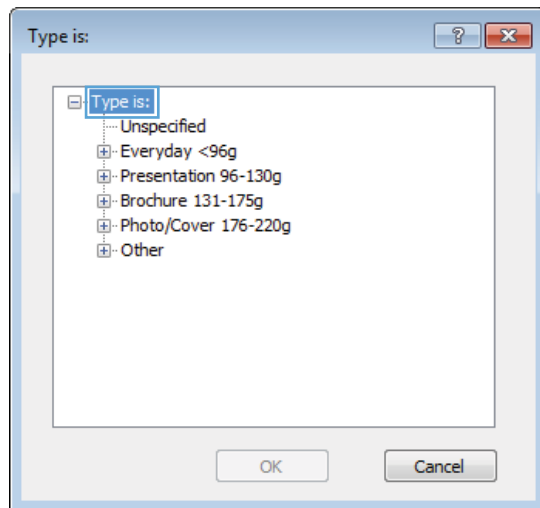 Type is:
Type is:
Unspecified
Everyday <96g
Presentation 96-130g
Brochure 131-175g
Photo/Cover 176-220g
Other
OK
Cancel